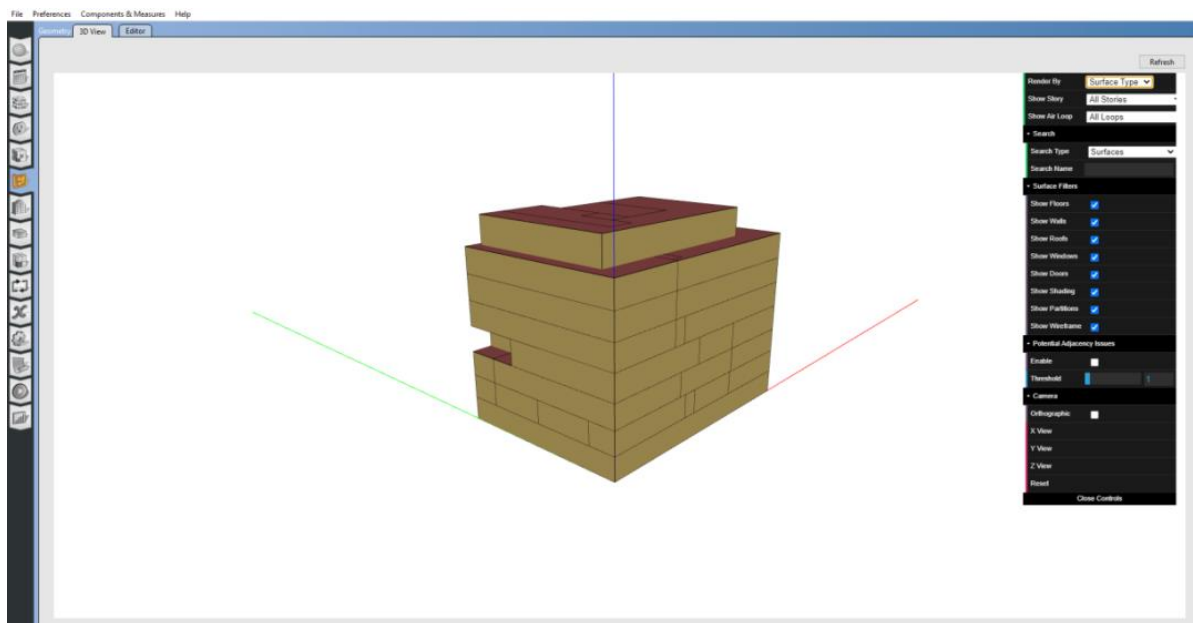 File Preferences Components & Measures Help
Geometry 3D View Editor
Refresh
Render By Surface Type
Show Story All Stories
Show Air Loop All Loops
Search
Search Type Surfaces
Search Name
Surface Filters
Show Floors
Show Walls
Show Roofs
Show Windows
Show Doors
Show Shading
Show Partitions
Show Wireframe
Potential Adjacency Issues
Enable
Threshold 1
Camera
Orthographic
X View
Y View
Z View
Reset
Close Controls